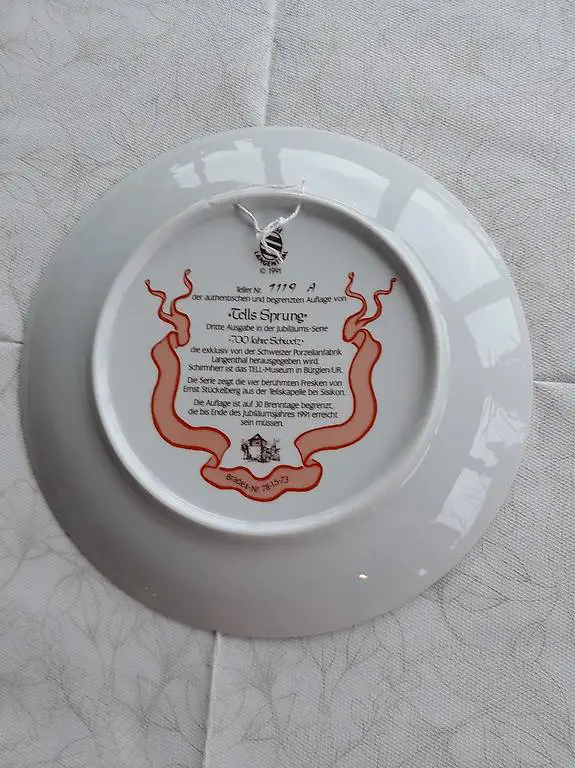 LANGENTHAL
© 1991
Teller Nr. 1119 A
der authentischen und begrenzten Auflage von
«Tells Sprung»
Dritte Ausgabe in der Jubiläums-Serie
«700 Jahre Schweiz»
die exklusiv von der Schweizer Porzellanfabrik
Langenthal herausgegeben wird.
Schirmherr ist das TELL-Museum in Bürglen/UR.
Die Serie zeigt die vier berühmten Fresken von
Ernst Stückelberg aus der Tellskapelle bei Sisikon.
Die Auflage ist auf 30 Brenntage begrenzt,
die bis Ende des Jubiläumsjahres 1991 erreicht
sein müssen.
Bradex-Nr. 78-L5-7.3